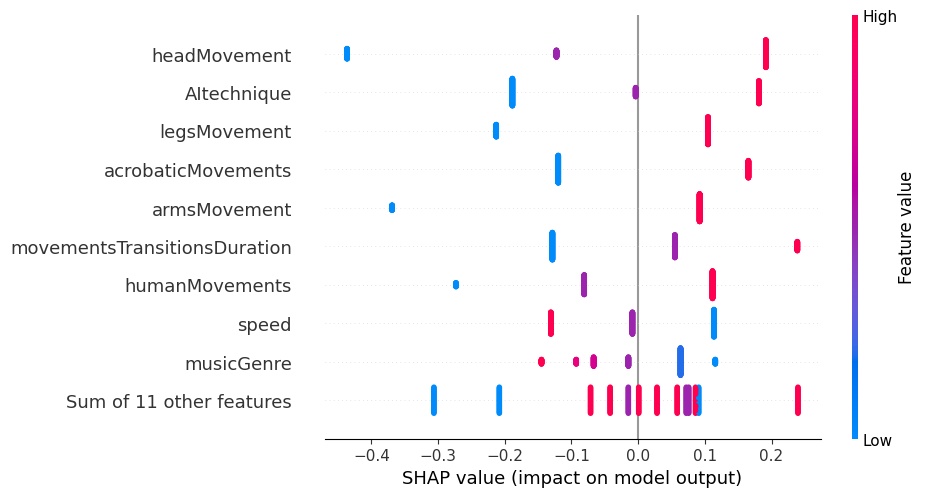 High
headMovement
AItechnique
legsMovement
acrobaticMovements
armsMovement
movementsTransitionsDuration
humanMovements
speed
musicGenre
Sum of 11 other features
Feature value
Low
−0.4 −0.3 −0.2 −0.1 0.0 0.1 0.2
SHAP value (impact on model output)